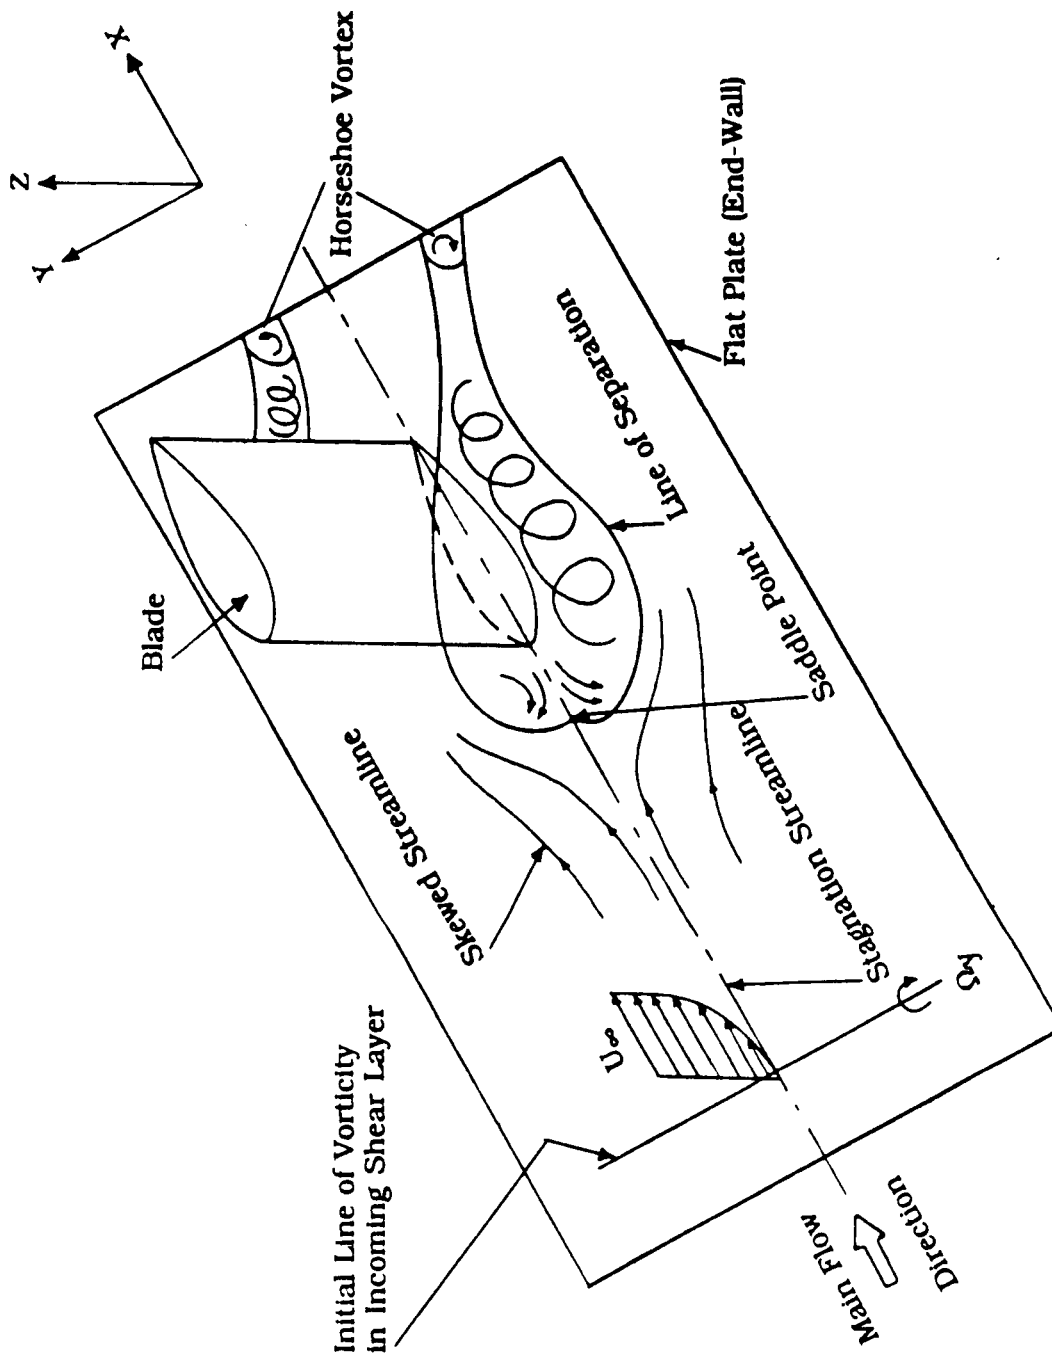 Z
Y
X
Horseshoe Vortex
Blade
Flat Plate (End-Wall)
Line of Separation
Saddle Point
Skewed Streamline
Stagnation Streamline
Initial Line of Vorticity
in Incoming Shear Layer
U∞
Ωy
Main Flow
Direction